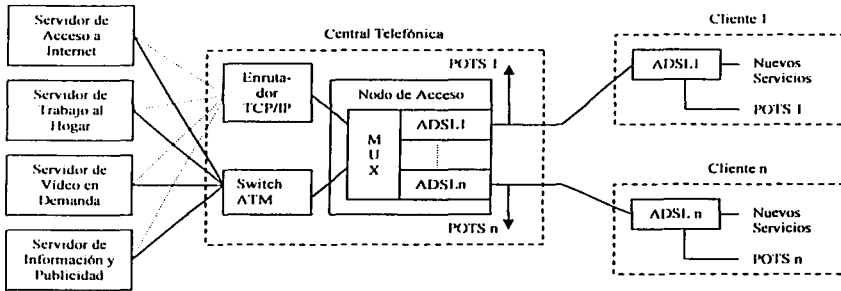 Servidor de
Acceso a
Internet
Servidor de
Trabajo al
Hogar
Servidor de
Vídeo en
Demanda
Servidor de
Información y
Publicidad
Central Telefónica
Enruta-
dor
TCP/IP
Switch
ATM
Nodo de Acceso
M
U
X
ADSL1
ADSLn
POTS 1
POTS n
Cliente 1
ADSL1
Nuevos
Servicios
POTS 1
Cliente n
ADSL n
Nuevos
Servicios
POTS n